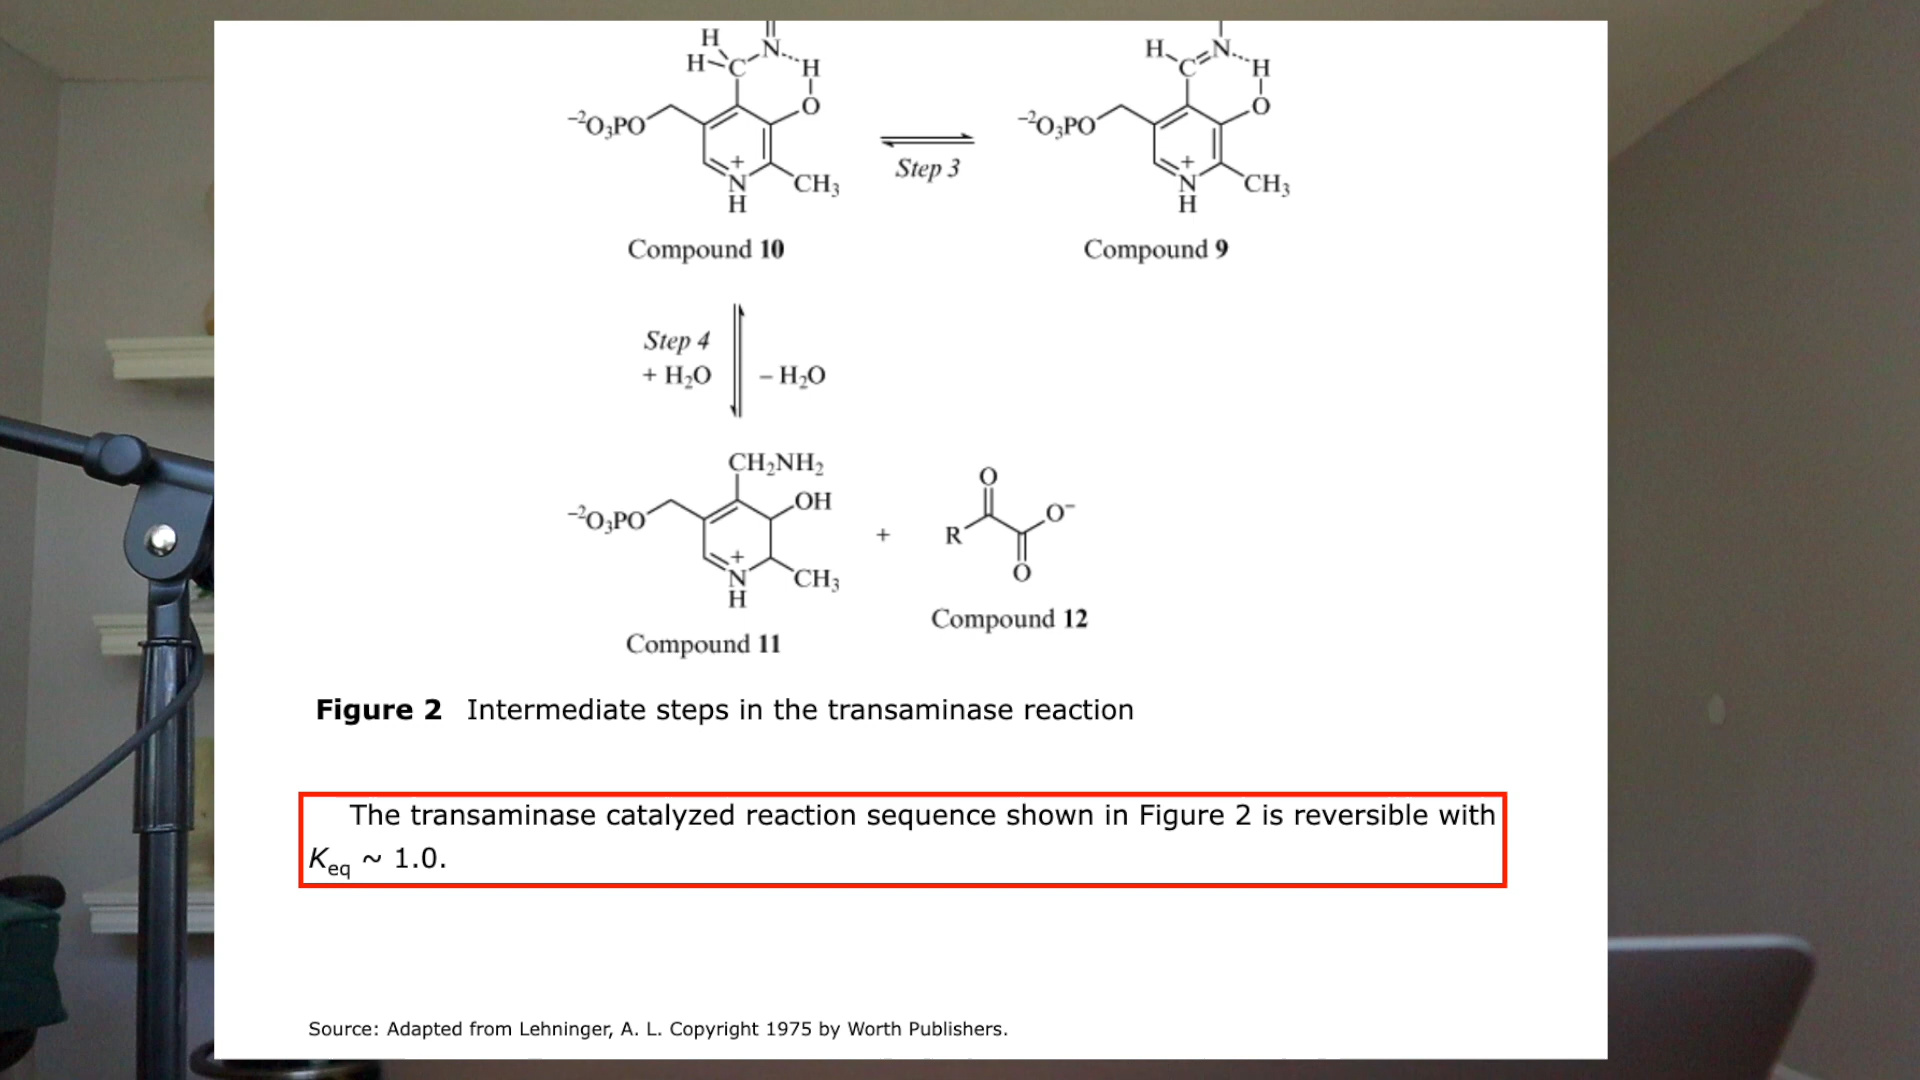 H
N
H
N
H
C
H
H
C
H
O
O
⁻²O₃PO
⁻²O₃PO
Step 3
+
N
H
CH₃
+
N
H
CH₃
Compound 10
Compound 9
Step 4
+ H₂O
– H₂O
CH₂NH₂
OH
⁻²O₃PO
+
N
H
CH₃
+
O
R
O⁻
O
Compound 12
Compound 11
Figure 2 Intermediate steps in the transaminase reaction
The transaminase catalyzed reaction sequence shown in Figure 2 is reversible with
Keq ~ 1.0.
Source: Adapted from Lehninger, A. L. Copyright 1975 by Worth Publishers.